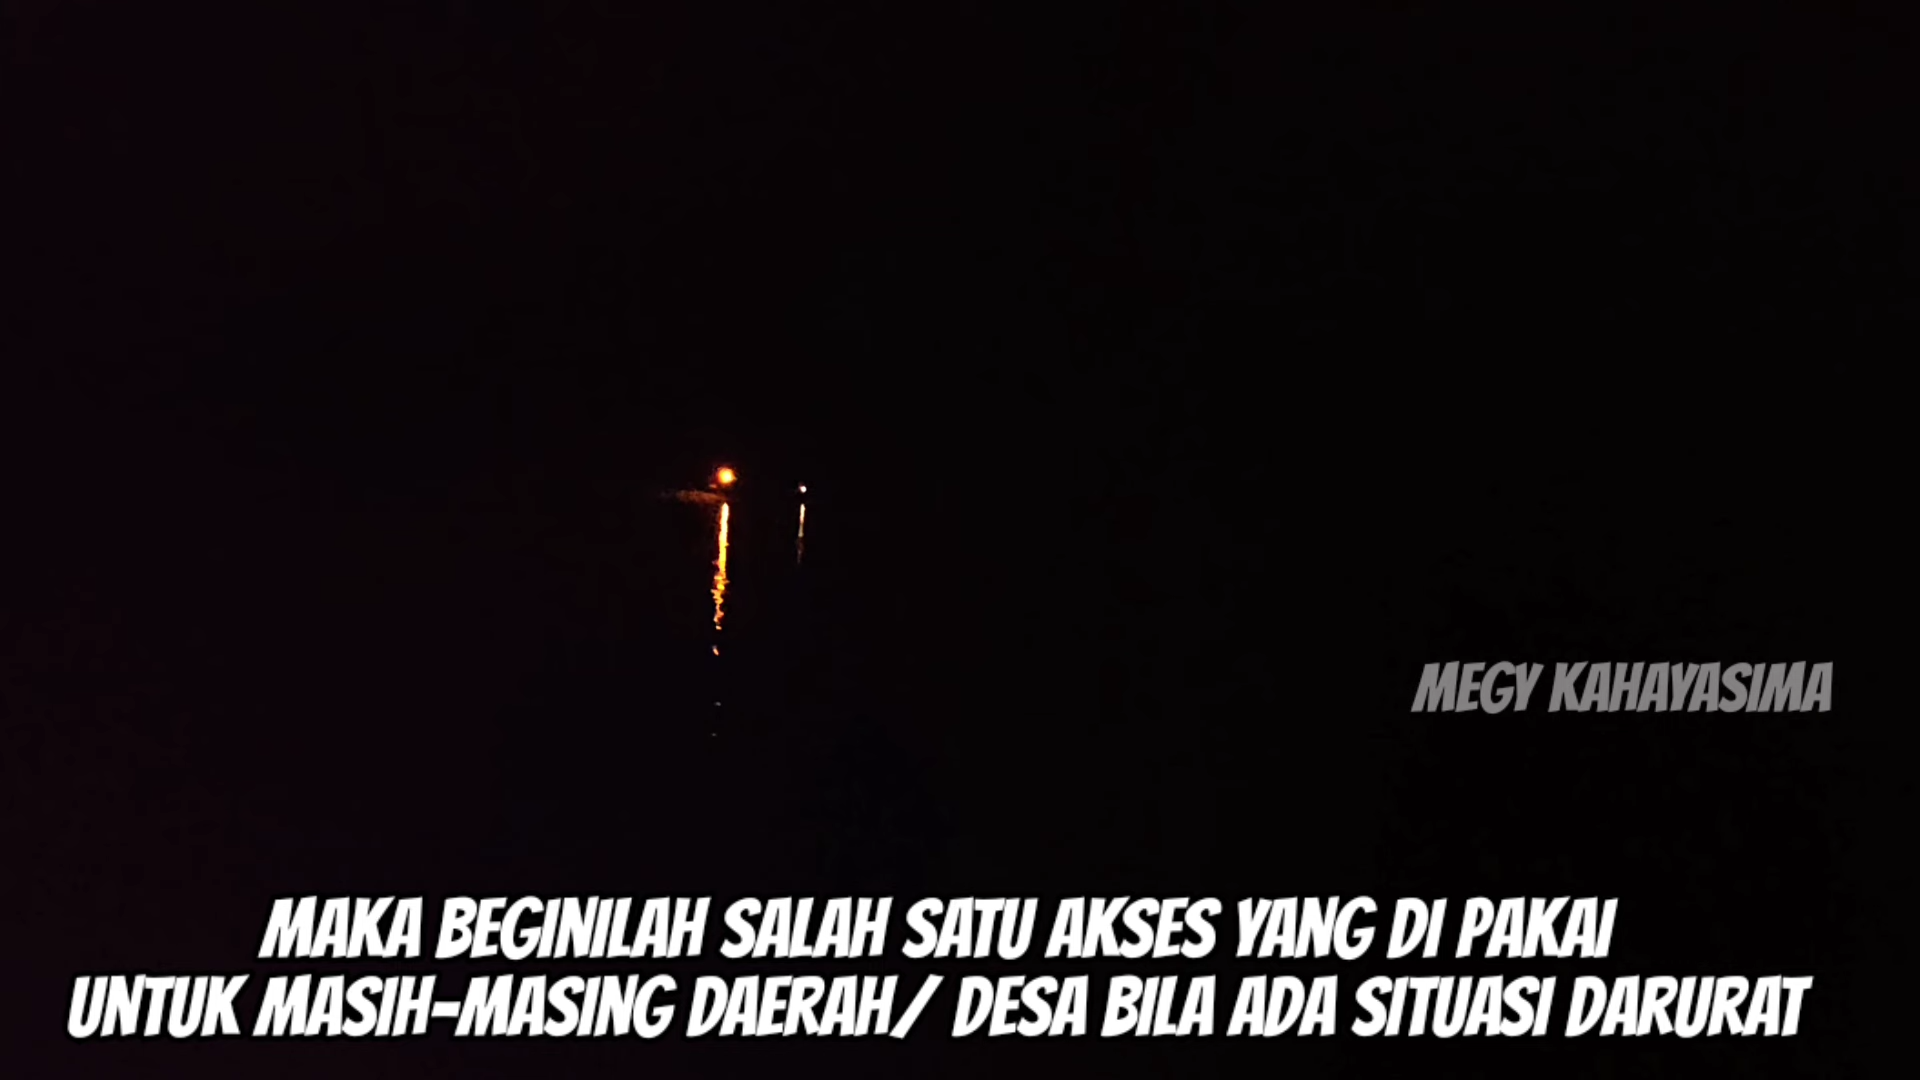 MEGY KAHAYASIMA
MAKA BEGINILAH SALAH SATU AKSES YANG DI PAKAI
UNTUK MASIH-MASING DAERAH/ DESA BILA ADA SITUASI DARURAT